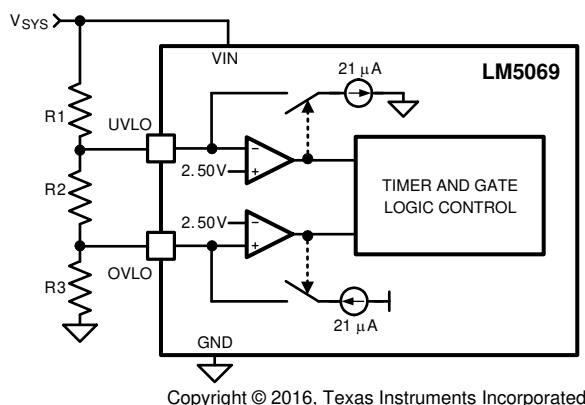 VSYS
VIN
LM5069
21 μA
R1
UVLO
2.50V
R2
TIMER AND GATE
LOGIC CONTROL
2.50V
OVLO
R3
21 μA
GND
Copyright © 2016, Texas Instruments Incorporated